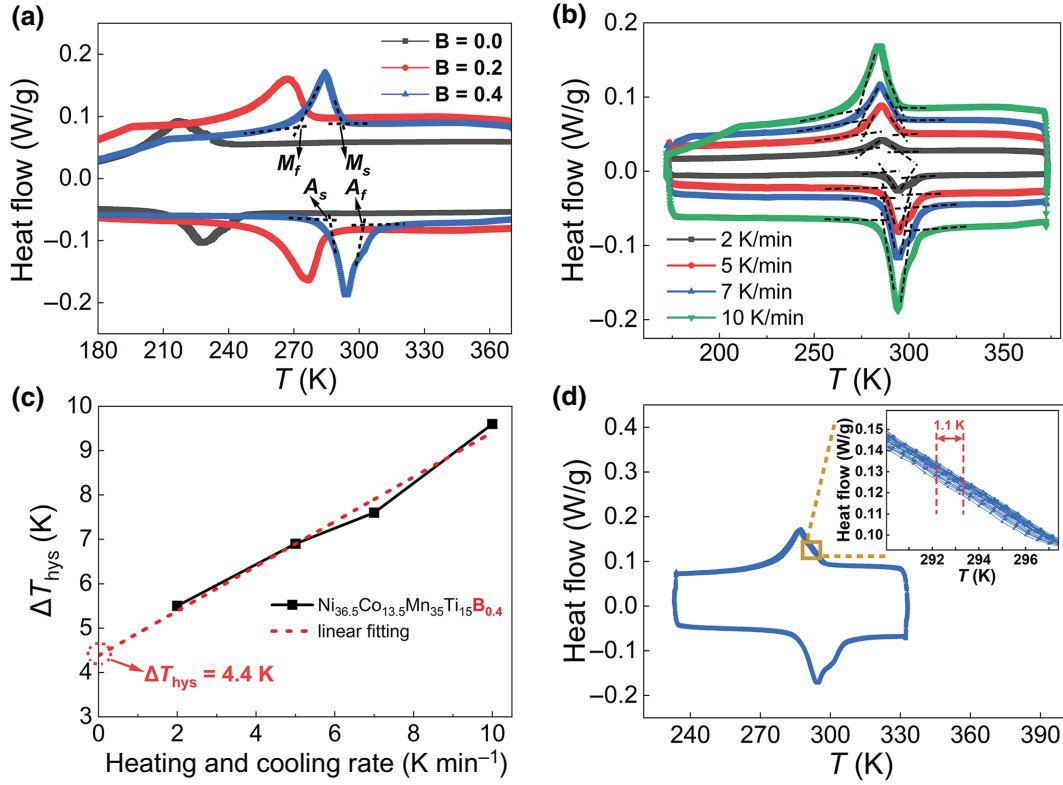 (a)
Heat flow (W/g)
0.2
0.1
0.0
−0.1
−0.2
180 210 240 270 300 330 360
T (K)
B = 0.0
B = 0.2
B = 0.4
Mf
Ms
As
Af
(b)
Heat flow (W/g)
0.2
0.1
0.0
−0.1
−0.2
200 250 300 350
T (K)
2 K/min
5 K/min
7 K/min
10 K/min
(c)
ΔThys (K)
10
9
8
7
6
5
4
3
0 2 4 6 8 10
Heating and cooling rate (K min⁻¹)
Ni36.5Co13.5Mn35Ti15B0.4
linear fitting
ΔThys = 4.4 K
(d)
Heat flow (W/g)
0.4
0.3
0.2
0.1
0.0
−0.1
−0.2
240 270 300 330 360 390
T (K)
Heat flow (W/g)
0.15
0.14
0.13
0.12
0.11
0.10
1.1 K
292 294 296
T (K)